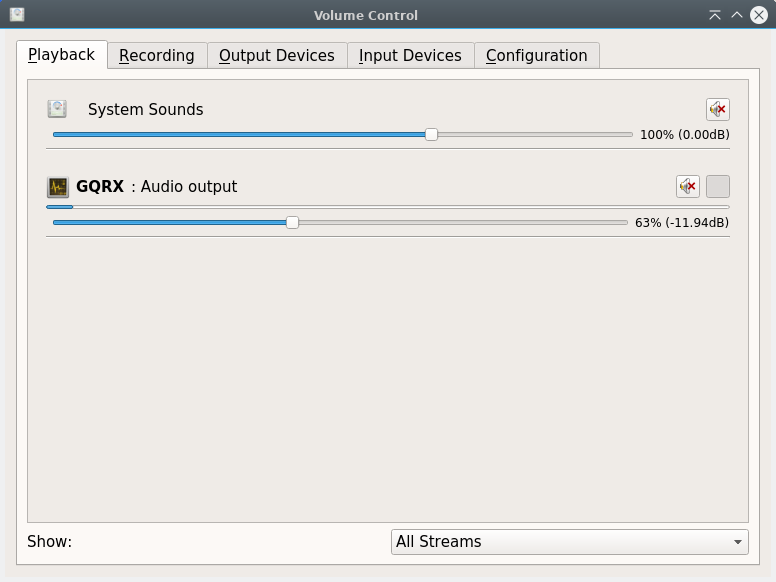 Volume Control
Playback Recording Output Devices Input Devices Configuration
System Sounds
100% (0.00dB)
GQRX : Audio output
63% (-11.94dB)
Show: All Streams